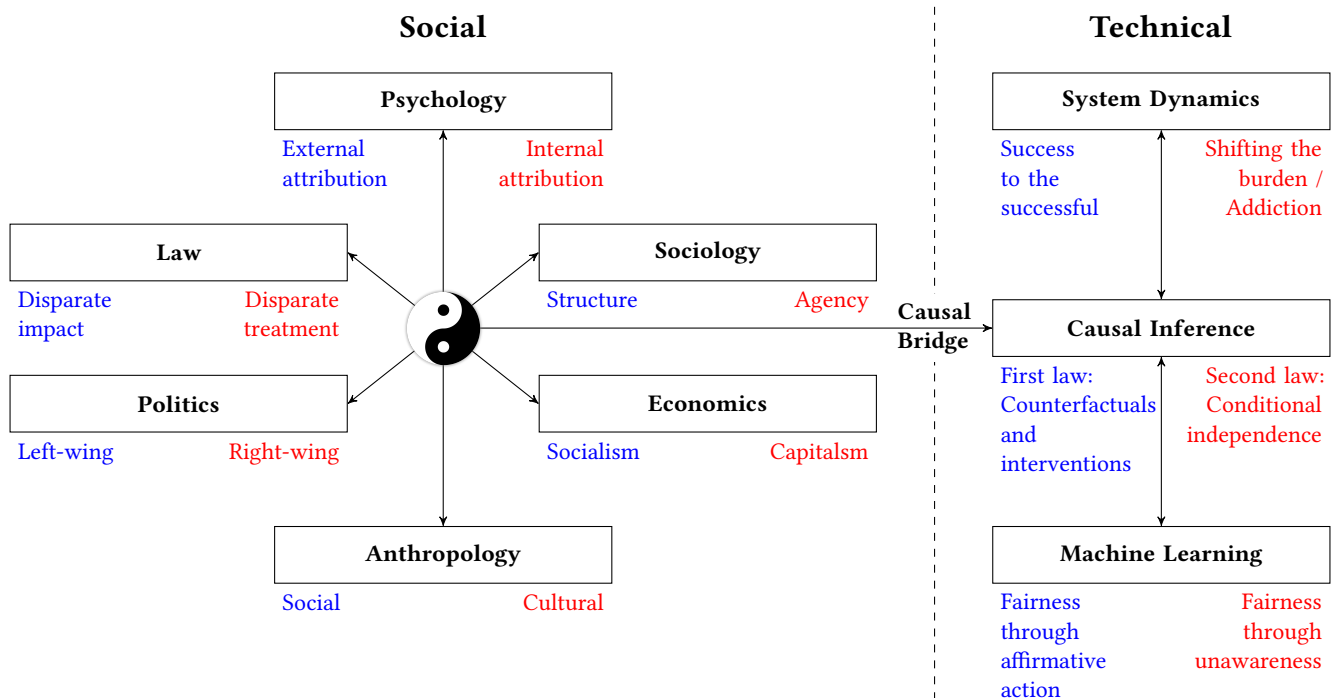 Social
Technical
Psychology
External
attribution
Internal
attribution
Law
Disparate
impact
Disparate
treatment
Sociology
Structure
Agency
Politics
Left-wing
Right-wing
Economics
Socialism
Capitalsm
Anthropology
Social
Cultural
Causal
Bridge
System Dynamics
Success
to the
successful
Shifting the
burden /
Addiction
Causal Inference
First law:
Counterfactuals
and
interventions
Second law:
Conditional
independence
Machine Learning
Fairness
through
affirmative
action
Fairness
through
unawareness